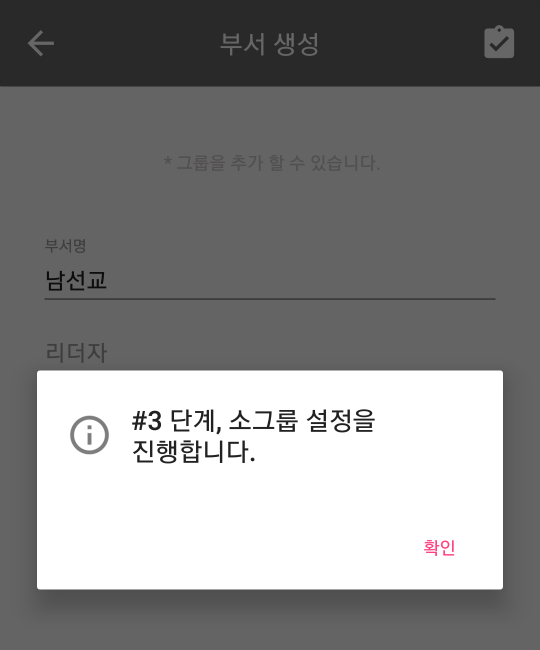 부서 생성
* 그룹을 추가 할 수 있습니다.
부서명
남선교
리더자
#3 단계, 소그룹 설정을
진행합니다.
확인